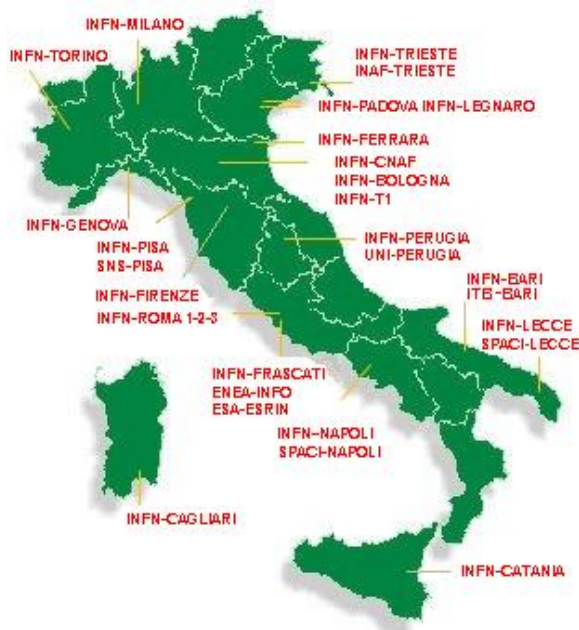 INFN-MILANO
INFN-TORINO
INFN-TRIESTE
INAF-TRIESTE
INFN-PADOVA INFN-LEGNARO
INFN-FERRARA
INFN-CNAF
INFN-BOLOGNA
INFN-T1
INFN-GENOVA
INFN-PISA
SNS-PISA
INFN-PERUGIA
UNI-PERUGIA
INFN-FIRENZE
INFN-ROMA 1-2-3
INFN-BARI
ITB-BARI
INFN-LECCE
SPACI-LECCE
INFN-FRASCATI
ENEA-INFO
ESA-ESRIN
INFN-NAPOLI
SPACI-NAPOLI
INFN-CAGLIARI
INFN-CATANIA